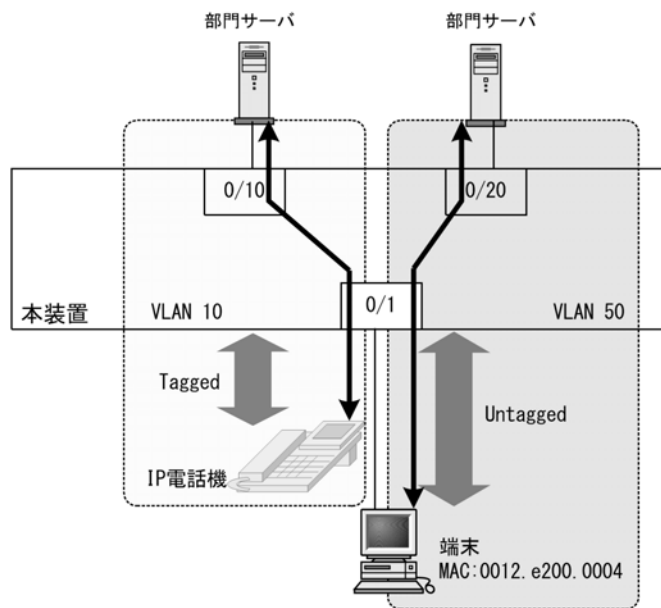 部門サーバ
部門サーバ
0/10
0/20
本装置
VLAN 10
0/1
VLAN 50
Tagged
Untagged
IP電話機
端末
MAC:0012.e200.0004